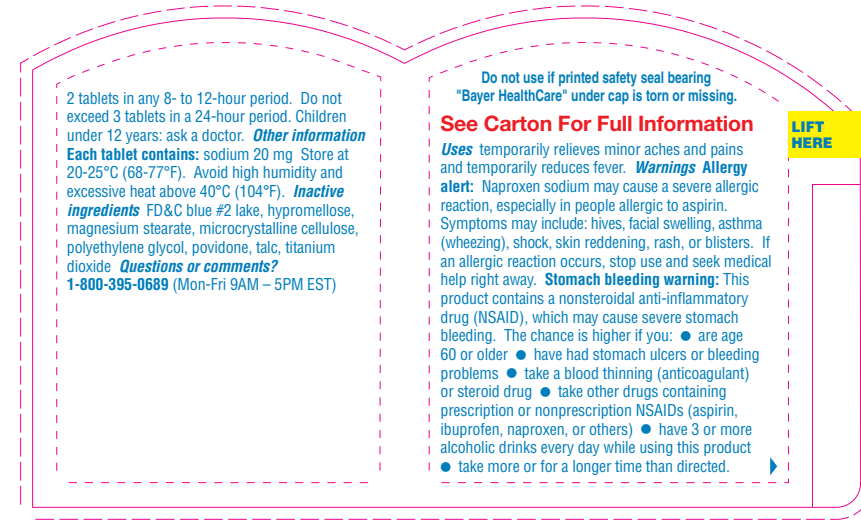 2 tablets in any 8- to 12-hour period.  Do not
exceed 3 tablets in a 24-hour period. Children
under 12 years: ask a doctor.  Other information
Each tablet contains: sodium 20 mg  Store at
20-25°C (68-77°F).  Avoid high humidity and
excessive heat above 40°C (104°F).  Inactive
ingredients  FD&C blue #2 lake, hypromellose,
magnesium stearate, microcrystalline cellulose,
polyethylene glycol, povidone, talc, titanium
dioxide  Questions or comments?
1-800-395-0689 (Mon-Fri 9AM – 5PM EST)
Do not use if printed safety seal bearing
"Bayer HealthCare" under cap is torn or missing.
See Carton For Full Information
Uses  temporarily relieves minor aches and pains
and temporarily reduces fever.  Warnings  Allergy
alert:  Naproxen sodium may cause a severe allergic
reaction, especially in people allergic to aspirin.
Symptoms may include: hives, facial swelling, asthma
(wheezing), shock, skin reddening, rash, or blisters.  If
an allergic reaction occurs, stop use and seek medical
help right away.  Stomach bleeding warning: This
product contains a nonsteroidal anti-inflammatory
drug (NSAID), which may cause severe stomach
bleeding.  The chance is higher if you: ● are age
60 or older ● have had stomach ulcers or bleeding
problems ● take a blood thinning (anticoagulant)
or steroid drug ● take other drugs containing
prescription or nonprescription NSAIDs (aspirin,
ibuprofen, naproxen, or others) ● have 3 or more
alcoholic drinks every day while using this product
● take more or for a longer time than directed.
LIFT
HERE